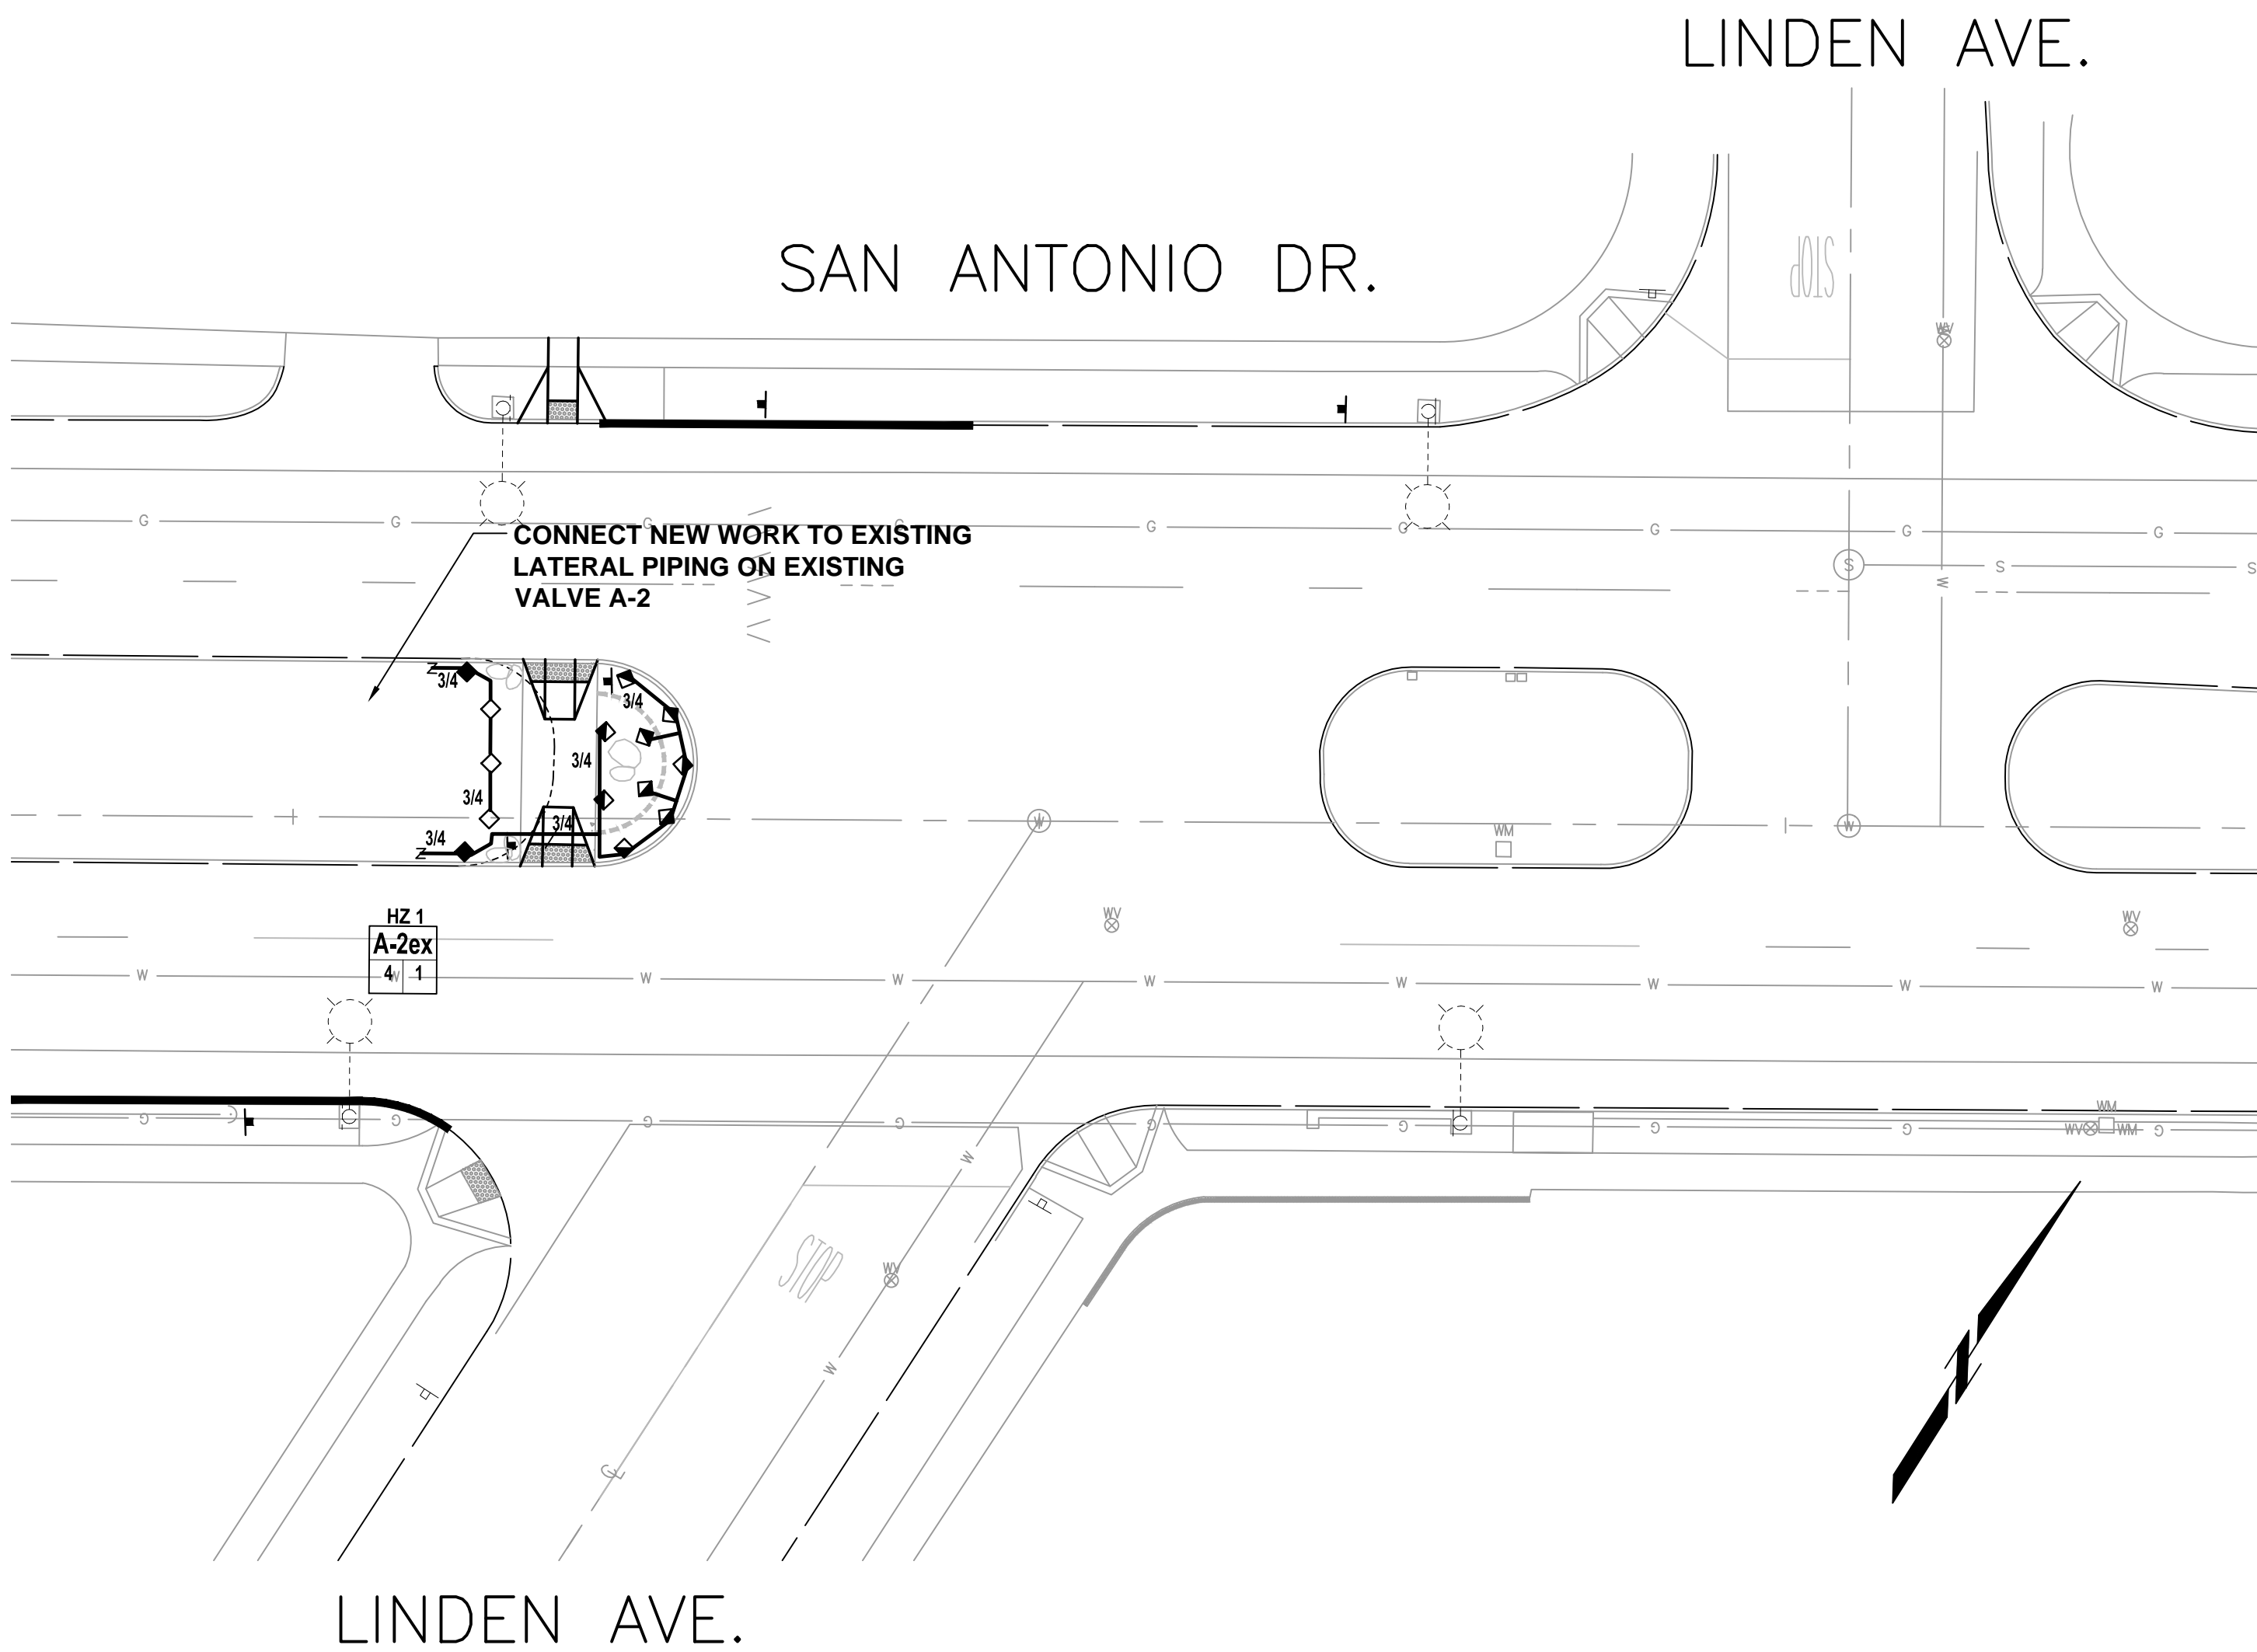 LINDEN AVE.
SAN ANTONIO DR.
STOP
WV
G G G G G G G G G
CONNECT NEW WORK TO EXISTING
LATERAL PIPING ON EXISTING
VALVE A-2
S S S
W
3/4
3/4
3/4
3/4
3/4
3/4
W
W
WM
HZ 1
A-2ex
4 1
WV
WV
W W W W W W W W W
G G G G G G G G
WM
WV WM
W
STOP
WV
W
LINDEN AVE.